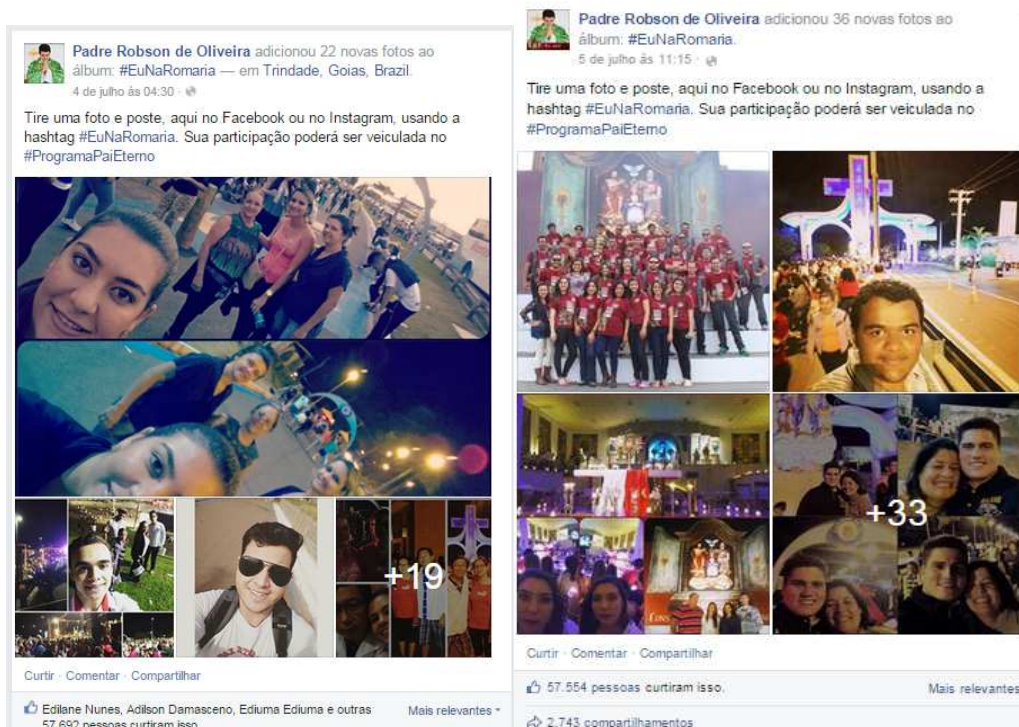 Padre Robson de Oliveira adicionou 22 novas fotos ao
álbum: #EuNaRomaria — em Trindade, Goias, Brazil.
4 de julho às 04:30 ·
Tire uma foto e poste, aqui no Facebook ou no Instagram, usando a
hashtag #EuNaRomaria. Sua participação poderá ser veiculada no
#ProgramaPaiEterno
+19
Curtir · Comentar · Compartilhar
Edilane Nunes, Adilson Damasceno, Ediuma Ediuma e outras
57.692 pessoas curtiram isso.
Mais relevantes
Padre Robson de Oliveira adicionou 36 novas fotos ao
álbum: #EuNaRomaria.
5 de julho às 11:15 ·
Tire uma foto e poste, aqui no Facebook ou no Instagram, usando a
hashtag #EuNaRomaria. Sua participação poderá ser veiculada no
#ProgramaPaiEterno
+33
Curtir · Comentar · Compartilhar
57.554 pessoas curtiram isso.
Mais relevantes
2.743 compartilhamentos